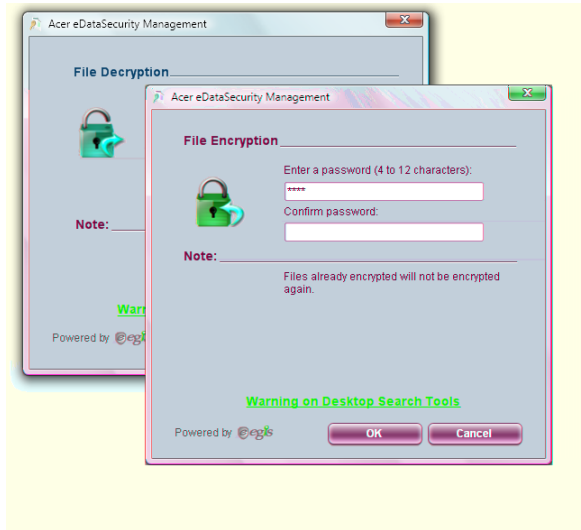 Acer eDataSecurity Management
File Decryption
Note:
Warn
Powered by egi
Acer eDataSecurity Management
File Encryption
Enter a password (4 to 12 characters):
****
Confirm password:
Note:
Files already encrypted will not be encrypted
again.
Warning on Desktop Search Tools
Powered by egis
OK
Cancel